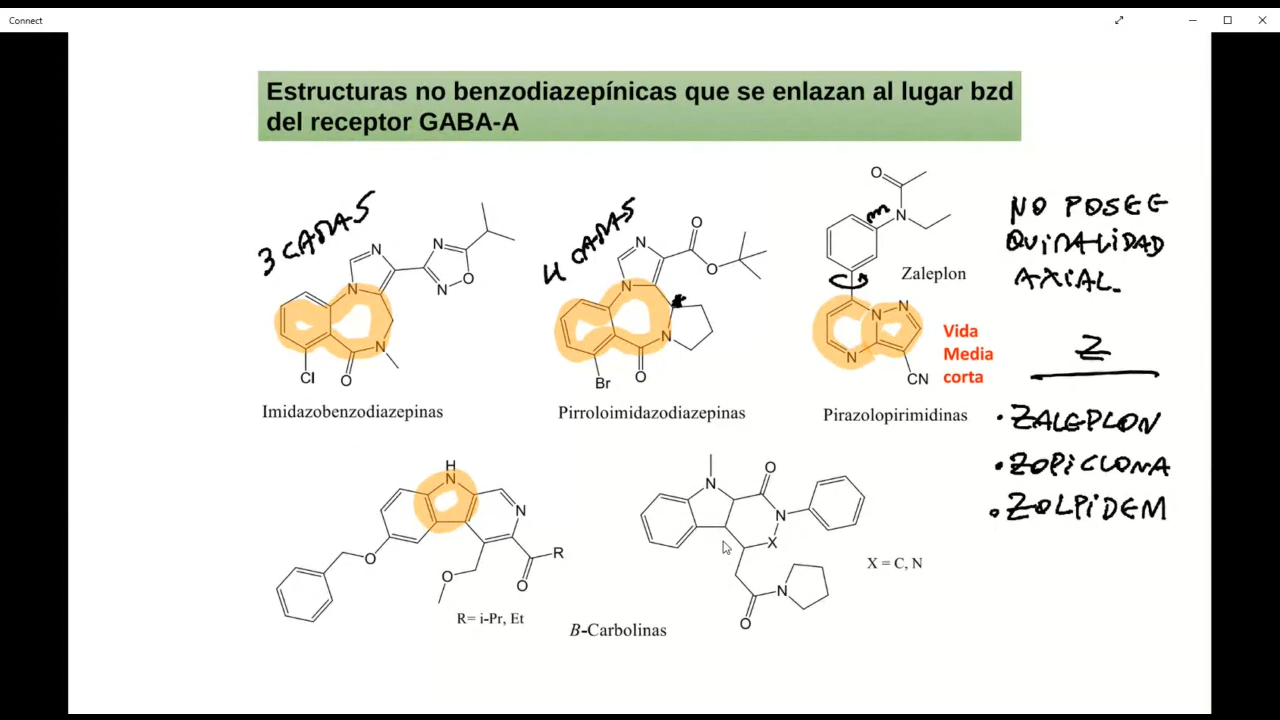 Connect
Estructuras no benzodiazepínicas que se enlazan al lugar bzd
del receptor GABA-A
3 CADAS
N
N
N
N
O
N
Cl
O
Imidazobenzodiazepinas
4 CADAS
N
N
O
O
N
Br
O
Pirroloimidazodiazepinas
O
N
m
Zaleplon
N
N
N
CN
Vida
Media
corta
Pirazolopirimidinas
NO POSEE
QUIRALIDAD
AXIAL.
Z
• ZALEPLON
• ZOPICLONA
• ZOLPIDEM
H
N
N
O
O
R
O
R= i-Pr, Et
N
O
N
X
N
O
X = C, N
B-Carbolinas